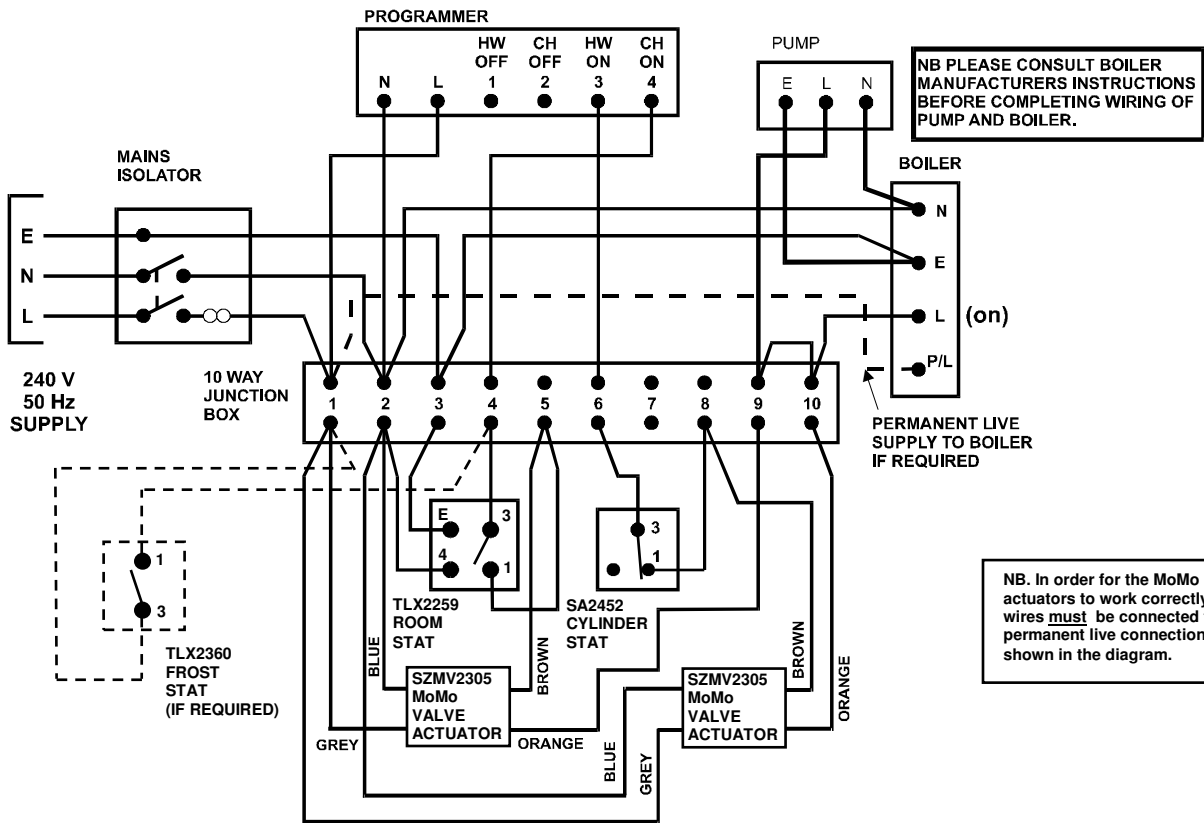 PROGRAMMER
HW OFF
CH OFF
HW ON
CH ON
N L 1 2 3 4
PUMP
E L N
NB PLEASE CONSULT BOILER
MANUFACTURERS INSTRUCTIONS
BEFORE COMPLETING WIRING OF
PUMP AND BOILER.
MAINS
ISOLATOR
BOILER
N
E
L (on)
P/L
E
N
L
240 V
50 Hz
SUPPLY
10 WAY
JUNCTION
BOX
1 2 3 4 5 6 7 8 9 10
PERMANENT LIVE
SUPPLY TO BOILER
IF REQUIRED
E 3
4 1
TLX2259
ROOM
STAT
3
1
SA2452
CYLINDER
STAT
1
3
TLX2360
FROST
STAT
(IF REQUIRED)
BLUE
BROWN
SZMV2305
MoMo
VALVE
ACTUATOR
GREY
ORANGE
BLUE
GREY
SZMV2305
MoMo
VALVE
ACTUATOR
BROWN
ORANGE
NB. In order for the MoMo
actuators to work correctly
wires must be connected
permanent live connection
shown in the diagram.